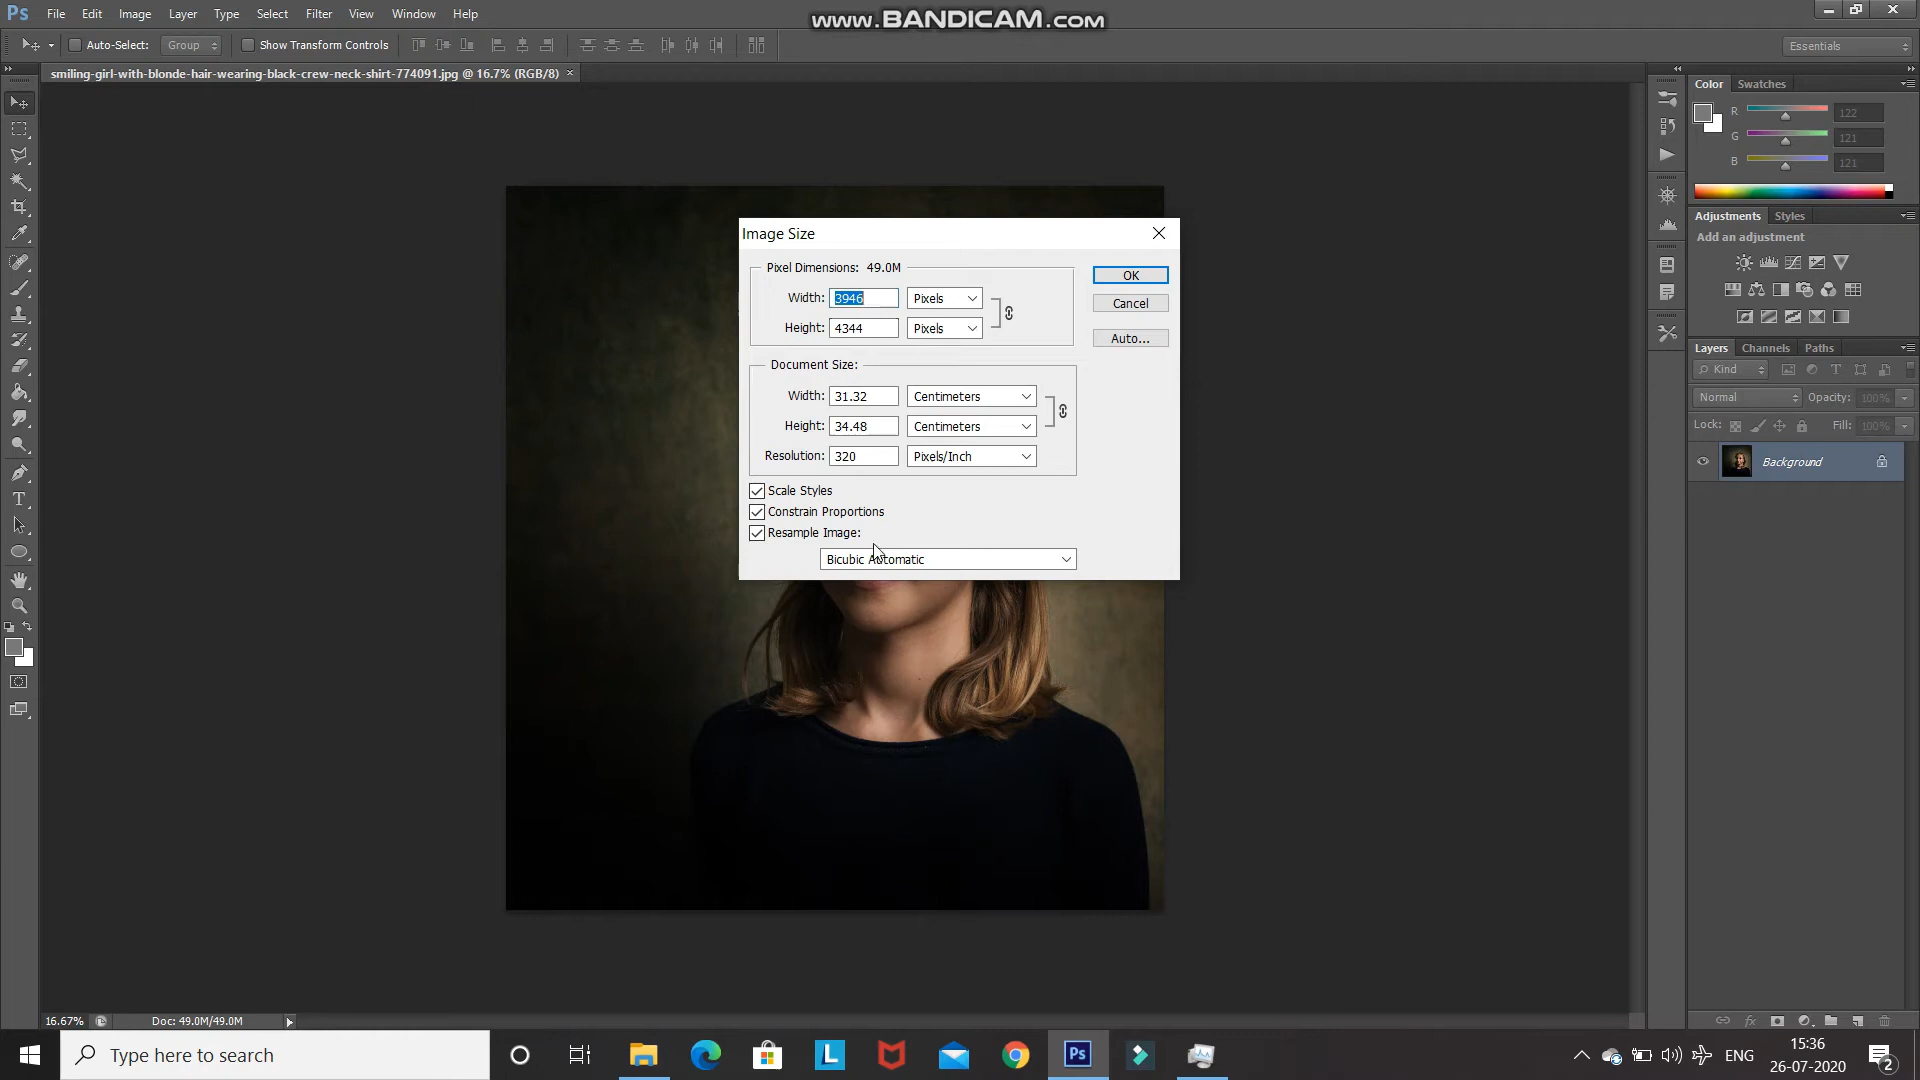 Ps File Edit Image Layer Type Select Filter View Window Help
www.BANDICAM.com
Auto-Select: Group Show Transform Controls Essentials
smiling-girl-with-blonde-hair-wearing-black-crew-neck-shirt-774091.jpg @ 16.7% (RGB/8) ×
Color Swatches
R 122
G 121
B 121
Adjustments Styles
Add an adjustment
Layers Channels Paths
Kind
Normal Opacity: 100%
Lock: Fill: 100%
Background
Image Size
Pixel Dimensions: 49.0M
Width: 3946 Pixels
Height: 4344 Pixels
OK
Cancel
Auto...
Document Size:
Width: 31.32 Centimeters
Height: 34.48 Centimeters
Resolution: 320 Pixels/Inch
Scale Styles
Constrain Proportions
Resample Image:
Bicubic Automatic
T
16.67% Doc: 49.0M/49.0M
Type here to search
L
Ps
ENG
15:36
26-07-2020
2